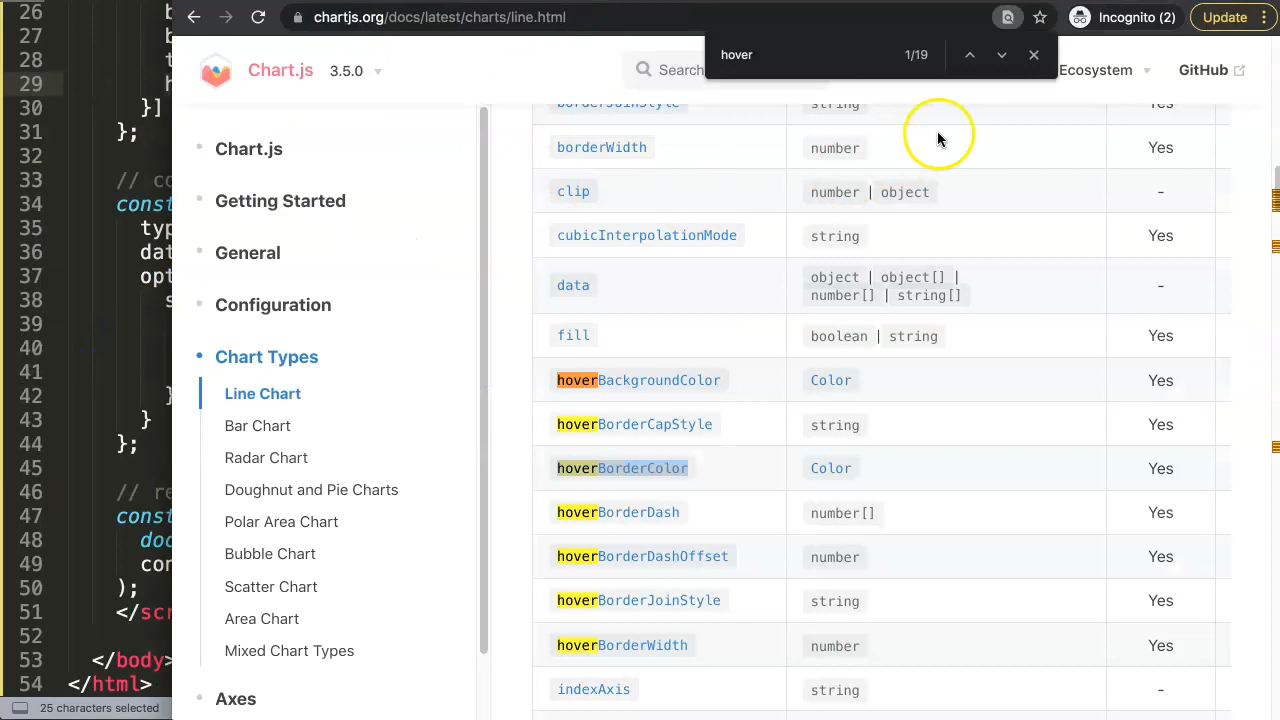 chartjs.org/docs/latest/charts/line.html
Incognito (2)
Update
hover
1/19
Chart.js
3.5.0
Search
Ecosystem
GitHub
Chart.js
Getting Started
General
Configuration
Chart Types
Line Chart
Bar Chart
Radar Chart
Doughnut and Pie Charts
Polar Area Chart
Bubble Chart
Scatter Chart
Area Chart
Mixed Chart Types
Axes
borderJoinStyle string Yes
borderWidth number Yes
clip number | object -
cubicInterpolationMode string Yes
data object | object[] | number[] | string[] -
fill boolean | string Yes
hoverBackgroundColor Color Yes
hoverBorderCapStyle string Yes
hoverBorderColor Color Yes
hoverBorderDash number[] Yes
hoverBorderDashOffset number Yes
hoverBorderJoinStyle string Yes
hoverBorderWidth number Yes
indexAxis string -
26 b
27 b
28 t
29 h
30 }]
31 };
32
33 // co
34 cons
35 typ
36 dat
37 opt
38 s
39
40
41
42 }
43 }
44 };
45
46 // re
47 cons
48 doc
49 con
50 );
51 </scr
52
53 </body>
54 </html>
25 characters selected